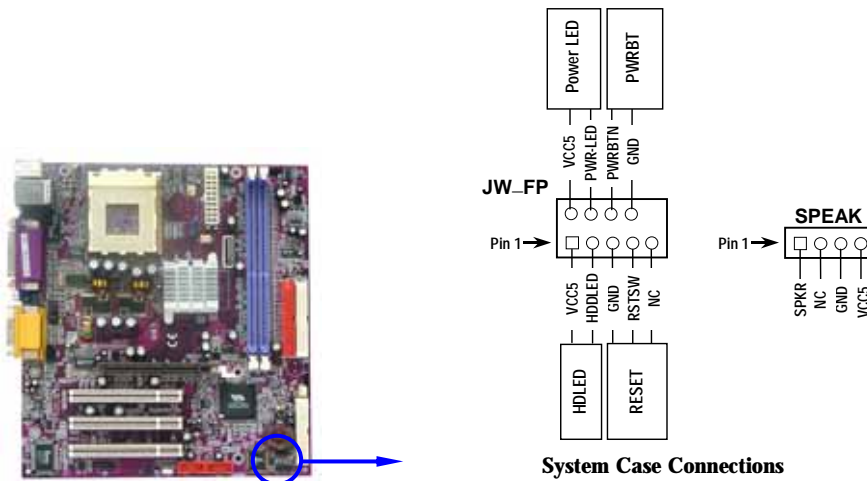 Power LED
PWRBT
VCC5
PWR-LED
PWRBTN
GND
JW_FP
Pin 1
VCC5
HDDLED
GND
RSTSW
NC
HDLED
RESET
SPEAK
Pin 1
SPKR
NC
GND
VCC5
System Case Connections